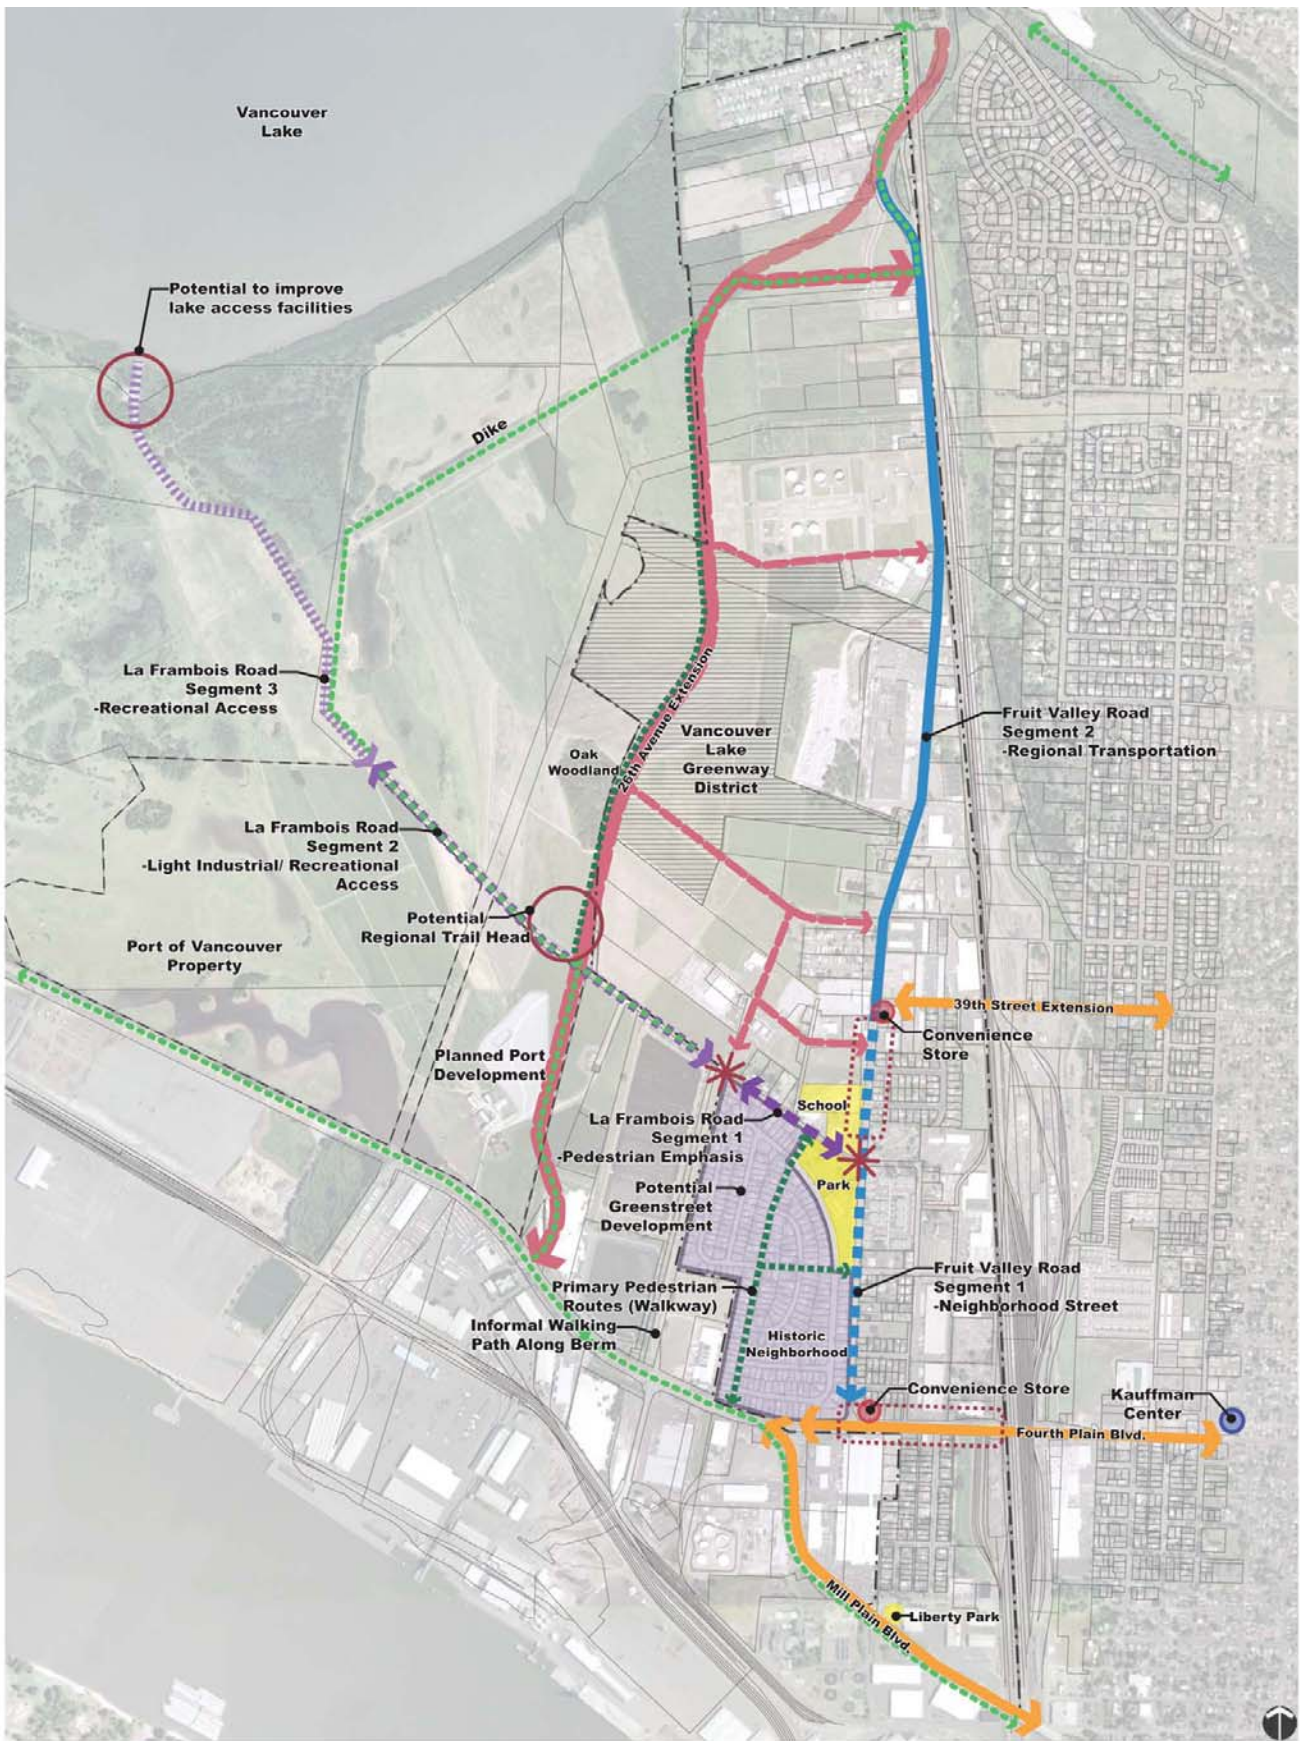 Vancouver
Lake
Potential to improve
lake access facilities
Dike
La Frambois Road
Segment 3
-Recreational Access
Fruit Valley Road
Segment 2
-Regional Transportation
26th Avenue Extension
Vancouver
Lake
Greenway
District
Oak
Woodland
La Frambois Road
Segment 2
-Light Industrial/ Recreational
Access
Potential
Regional Trail Head
Port of Vancouver
Property
39th Street Extension
Convenience
Store
Planned Port
Development
School
La Frambois Road
Segment 1
-Pedestrian Emphasis
Park
Potential
Greenstreet
Development
Fruit Valley Road
Segment 1
-Neighborhood Street
Primary Pedestrian
Routes (Walkway)
Informal Walking
Path Along Berm
Historic
Neighborhood
Convenience Store
Kauffman
Center
Fourth Plain Blvd.
Mill Plain Blvd.
Liberty Park